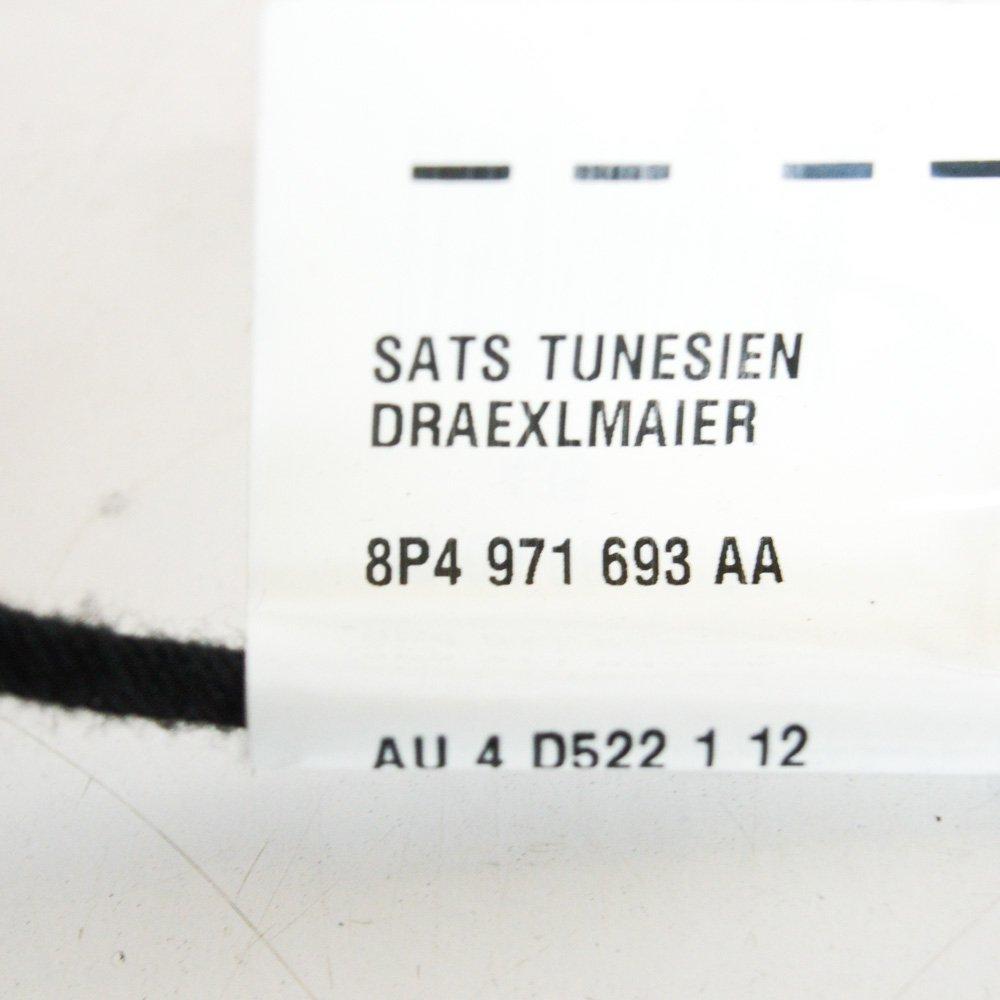 SATS TUNESIEN
DRAEXLMAIER
8P4 971 693 AA
AU 4 D522 1 12